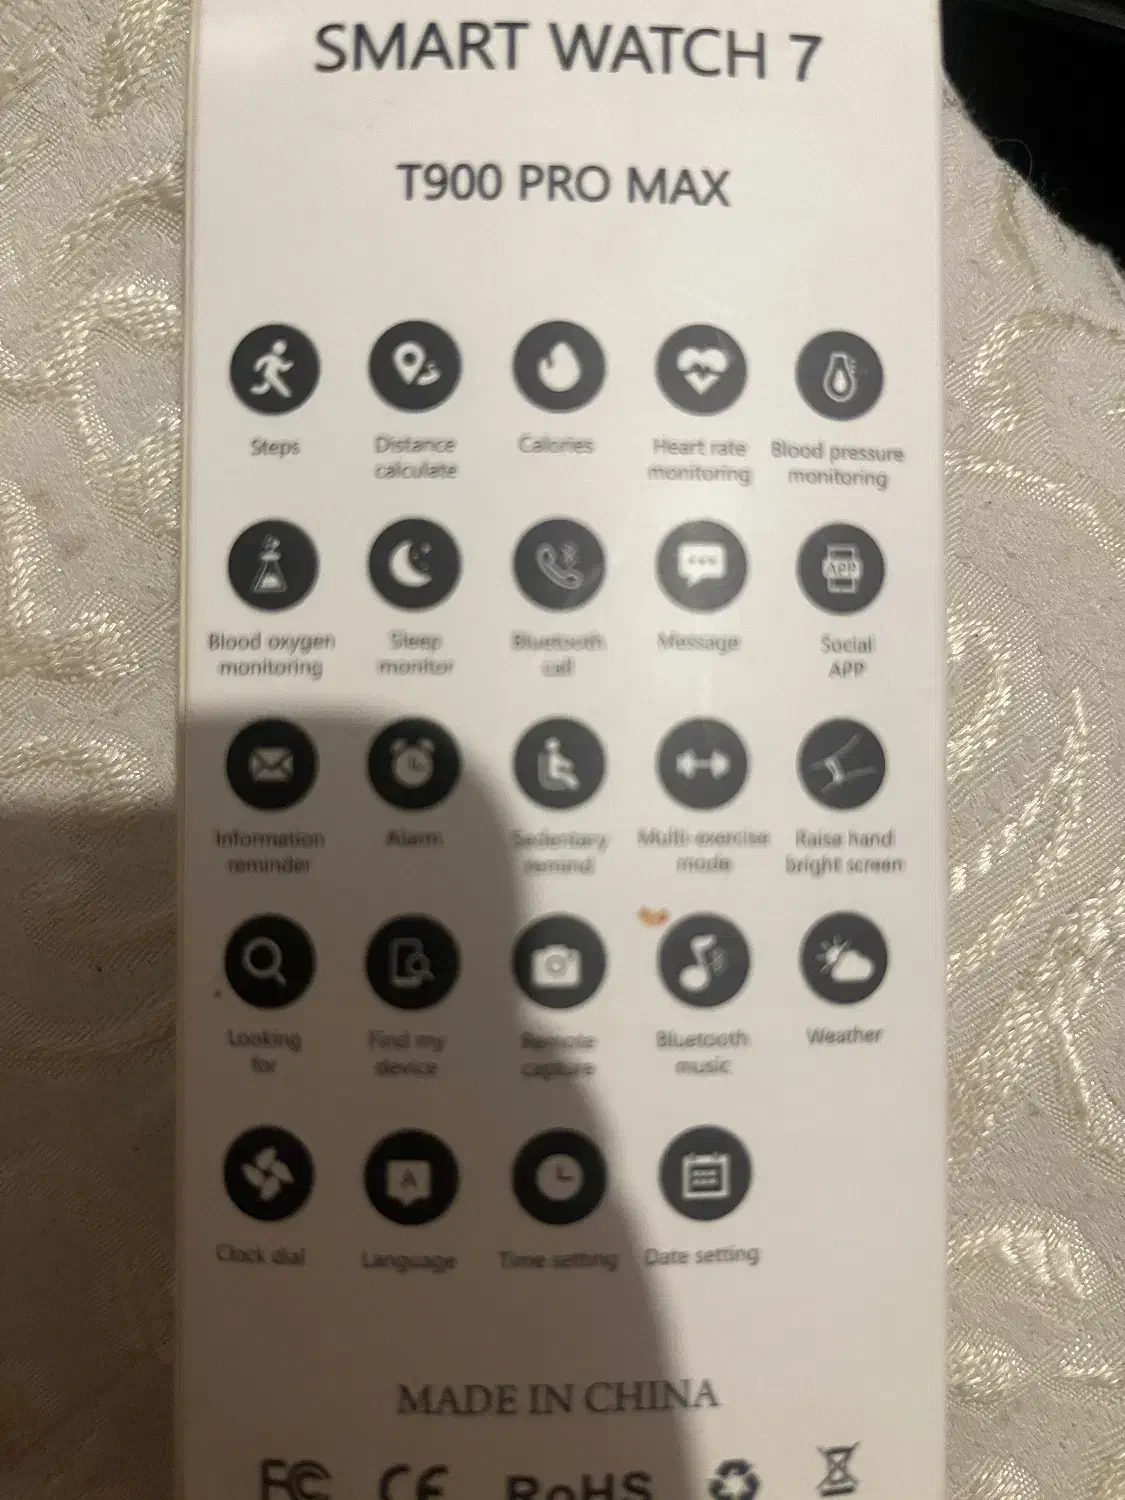 SMART WATCH 7
T900 PRO MAX
Steps
Distance
calculate
Calories
Heart rate
monitoring
Blood pressure
monitoring
Blood oxygen
monitoring
Sleep
monitor
Bluetooth
call
Message
APP
Social
APP
Information
reminder
Alarm
Sedentary
remind
Multi-exercise
mode
Raise hand
bright screen
Looking
for
Find my
device
Remote
capture
Bluetooth
music
Weather
Clock dial
A
Language
Time setting
Date setting
MADE IN CHINA
FC CE RoHS